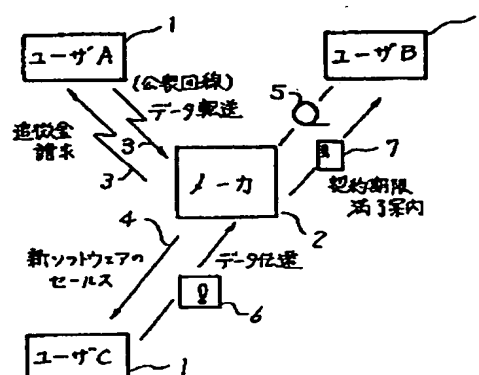 1
ユーザA
ユーザB
(公衆回線)
データ転送
5
追徴金
請求
3
3
メーカ
7
契約期限
満了案内
4
2
新ソフトウェアの
セールス
データ伝達
6
ユーザC
1